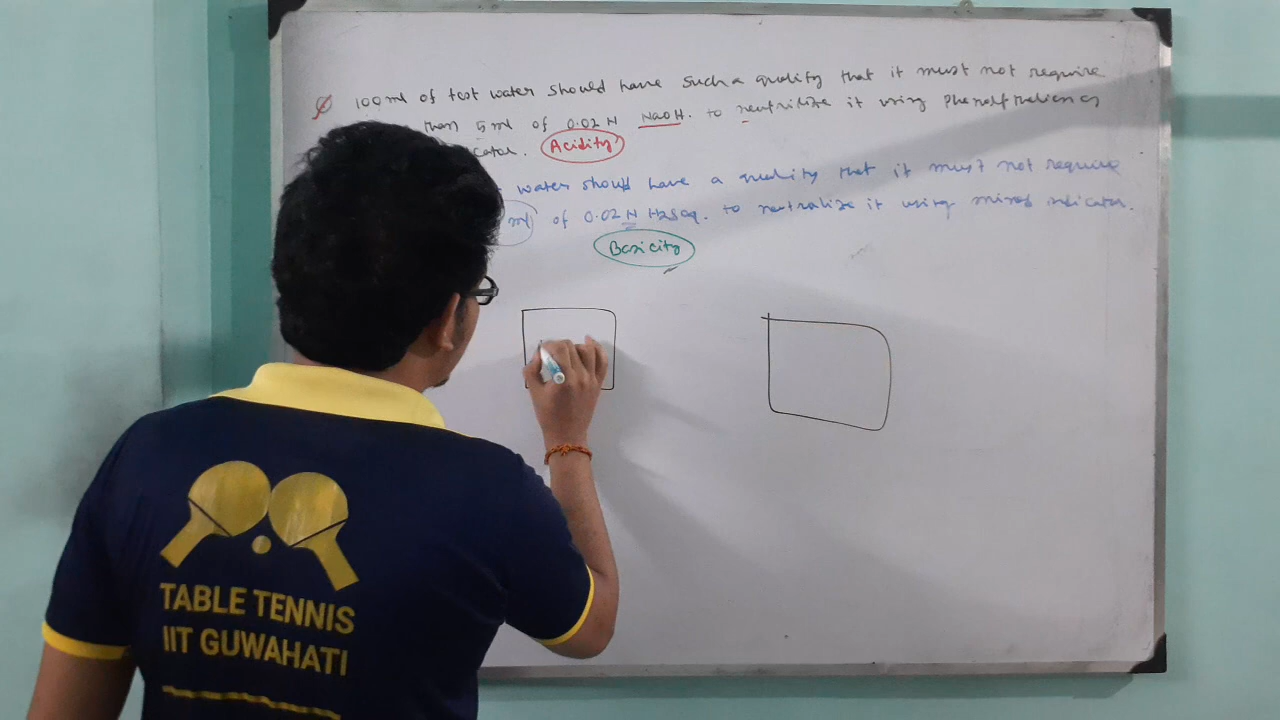 100 ml of test water should have such a quality that it must not require
than 5 ml of 0.02 N NaOH. to neutrilize it using
Acidity
water should have a quality that it must not require
ml of 0.02 N H2SO4. to neutralize it using mixed indicator.
Basicity
TABLE TENNIS
IIT GUWAHATI